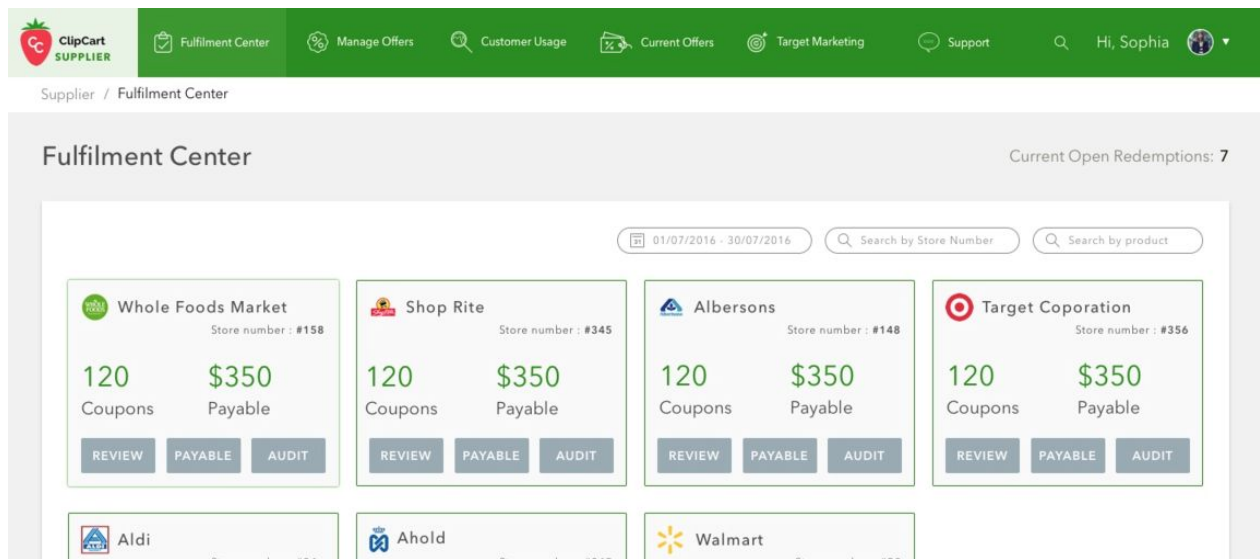 CC ClipCart SUPPLIER
Fulfilment Center
Manage Offers
Customer Usage
Current Offers
Target Marketing
Support
Hi, Sophia
Supplier / Fulfilment Center
Fulfilment Center
Current Open Redemptions: 7
01/07/2016 - 30/07/2016
Search by Store Number
Search by product
Whole Foods Market
Store number : #158
120 $350
Coupons Payable
REVIEW PAYABLE AUDIT
Shop Rite
Store number : #345
120 $350
Coupons Payable
REVIEW PAYABLE AUDIT
Albersons
Store number : #148
120 $350
Coupons Payable
REVIEW PAYABLE AUDIT
Target Coporation
Store number : #356
120 $350
Coupons Payable
REVIEW PAYABLE AUDIT
Aldi
Ahold
Walmart